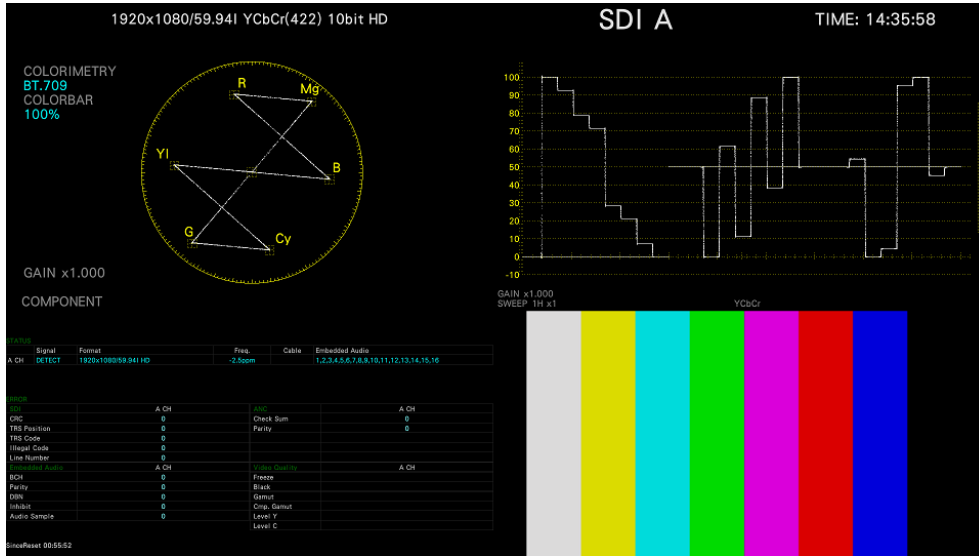 1920x1080/59.94I YCbCr(422) 10bit HD
SDI A
TIME: 14:35:58
COLORIMETRY
BT.709
COLORBAR
100%
R
Mg
Yl
B
G
Cy
GAIN x1.000
COMPONENT
100
90
80
70
60
50
40
30
20
10
0
-10
GAIN x1.000
SWEEP 1H x1
YCbCr
STATUS
Signal Format Freq. Cable Embedded Audio
A CH DETECT 1920x1080/59.94I HD -2.5ppm 1,2,3,4,5,6,7,8,9,10,11,12,13,14,15,16
ERROR
SDI A CH ANC A CH
CRC 0 Check Sum 0
TRS Position 0 Parity 0
TRS Code 0
Illegal Code 0
Line Number 0
Embedded Audio A CH Video Quality A CH
BCH 0 Freeze
Parity 0 Black
DBN 0 Gamut
Inhibit 0 Cmp. Gamut
Audio Sample 0 Level Y
Level C
SinceReset 00:55:52